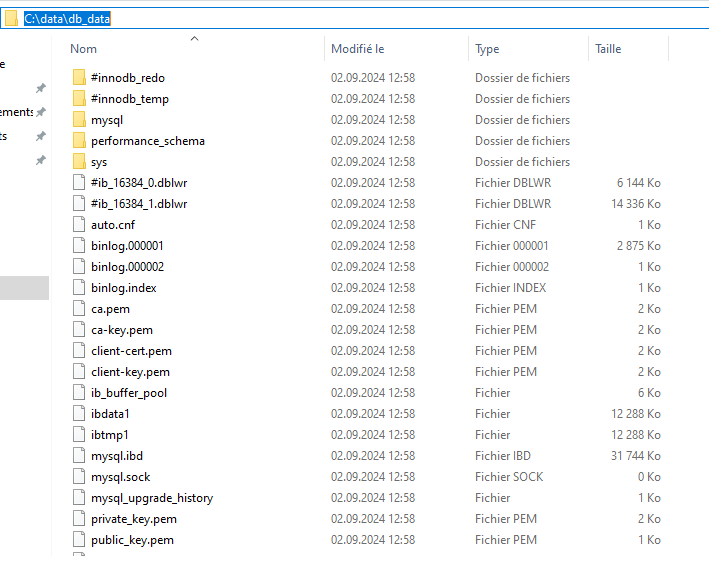 C:\data\db_data
Nom Modifié le Type Taille
e
#innodb_redo 02.09.2024 12:58 Dossier de fichiers
#innodb_temp 02.09.2024 12:58 Dossier de fichiers
ements
mysql 02.09.2024 12:58 Dossier de fichiers
ts
performance_schema 02.09.2024 12:58 Dossier de fichiers
sys 02.09.2024 12:58 Dossier de fichiers
#ib_16384_0.dblwr 02.09.2024 12:58 Fichier DBLWR 6 144 Ko
#ib_16384_1.dblwr 02.09.2024 12:58 Fichier DBLWR 14 336 Ko
auto.cnf 02.09.2024 12:58 Fichier CNF 1 Ko
binlog.000001 02.09.2024 12:58 Fichier 000001 2 875 Ko
binlog.000002 02.09.2024 12:58 Fichier 000002 1 Ko
binlog.index 02.09.2024 12:58 Fichier INDEX 1 Ko
ca.pem 02.09.2024 12:58 Fichier PEM 2 Ko
ca-key.pem 02.09.2024 12:58 Fichier PEM 2 Ko
client-cert.pem 02.09.2024 12:58 Fichier PEM 2 Ko
client-key.pem 02.09.2024 12:58 Fichier PEM 2 Ko
ib_buffer_pool 02.09.2024 12:58 Fichier 6 Ko
ibdata1 02.09.2024 12:58 Fichier 12 288 Ko
ibtmp1 02.09.2024 12:58 Fichier 12 288 Ko
mysql.ibd 02.09.2024 12:58 Fichier IBD 31 744 Ko
mysql.sock 02.09.2024 12:58 Fichier SOCK 0 Ko
mysql_upgrade_history 02.09.2024 12:58 Fichier 1 Ko
private_key.pem 02.09.2024 12:58 Fichier PEM 2 Ko
public_key.pem 02.09.2024 12:58 Fichier PEM 1 Ko